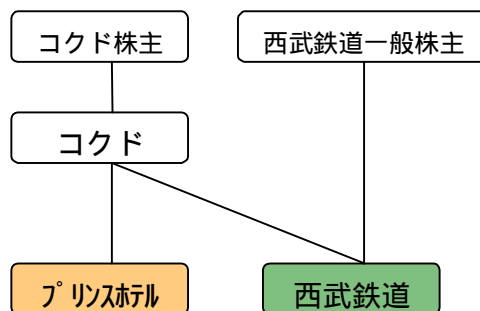 コクド株主
西武鉄道一般株主
コクド
プリンスホテル
西武鉄道